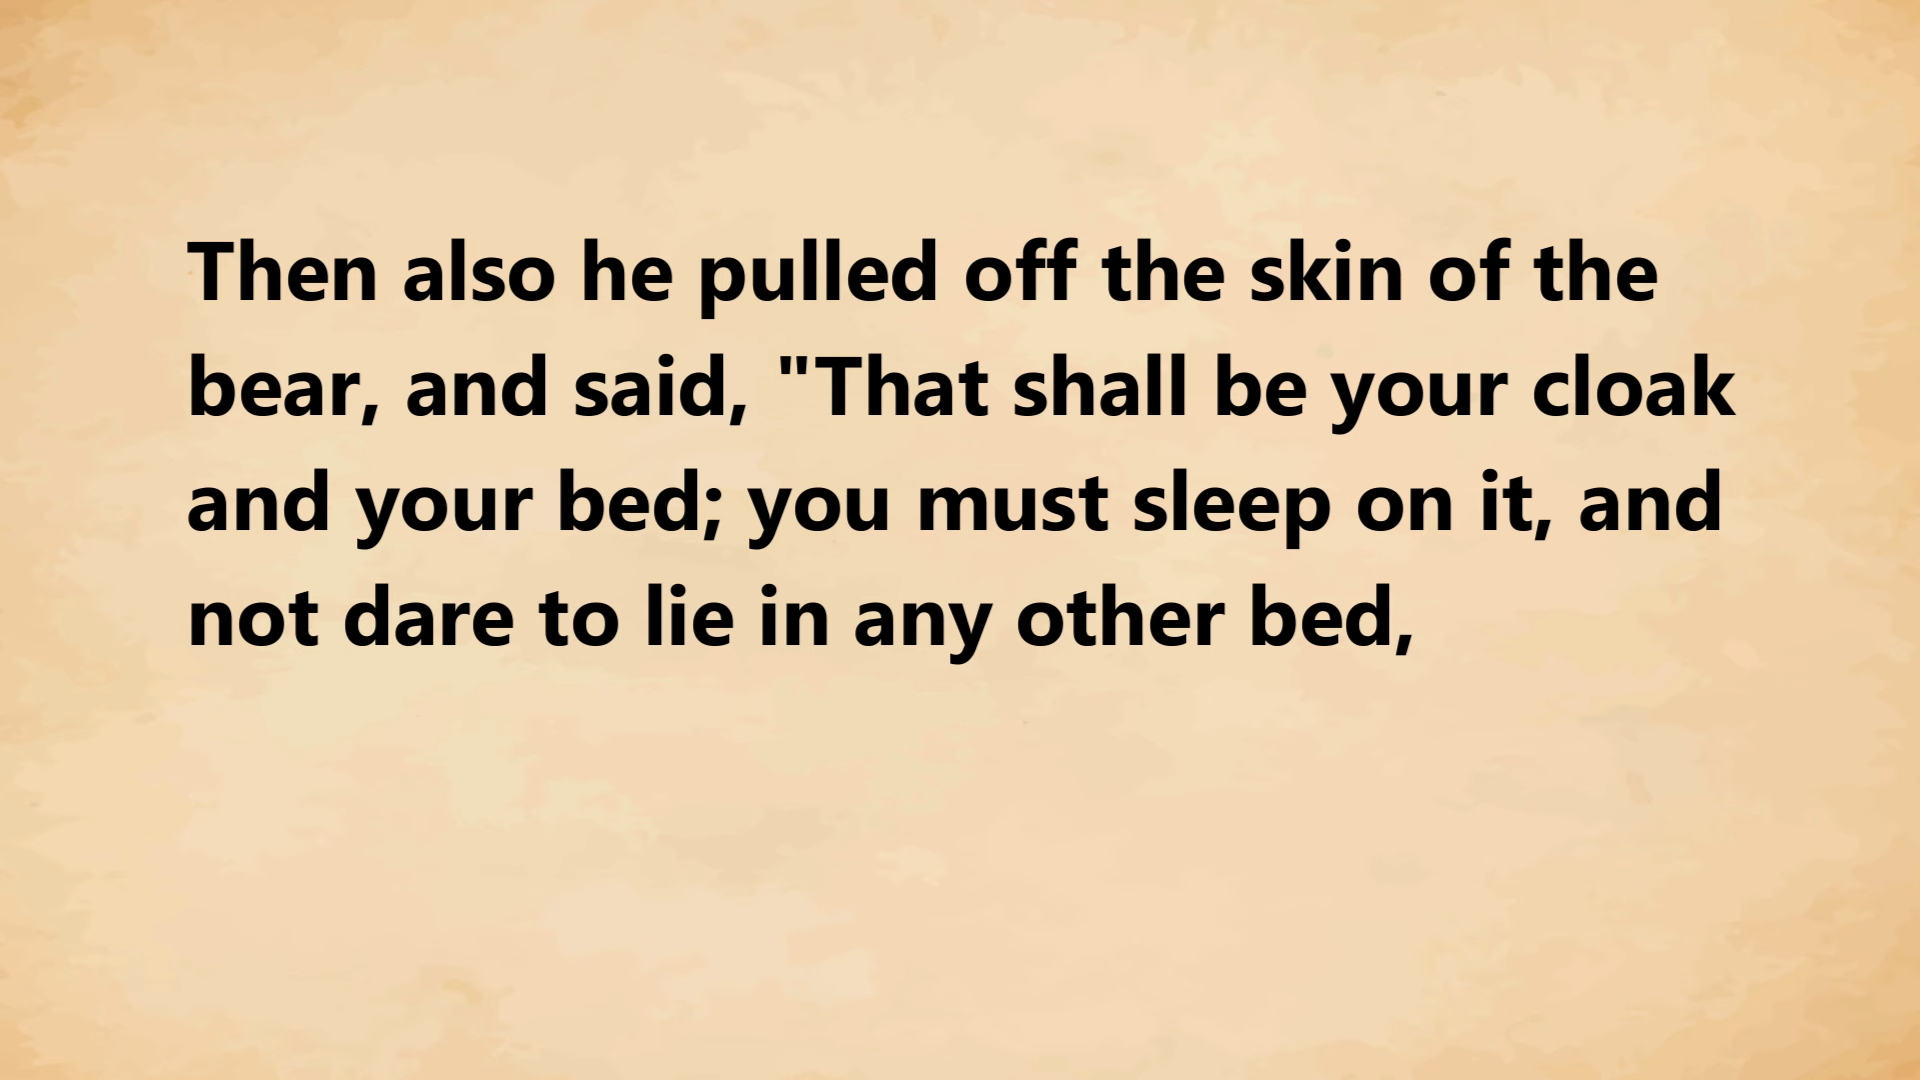 Then also he pulled off the skin of the
bear, and said, "That shall be your cloak
and your bed; you must sleep on it, and
not dare to lie in any other bed,